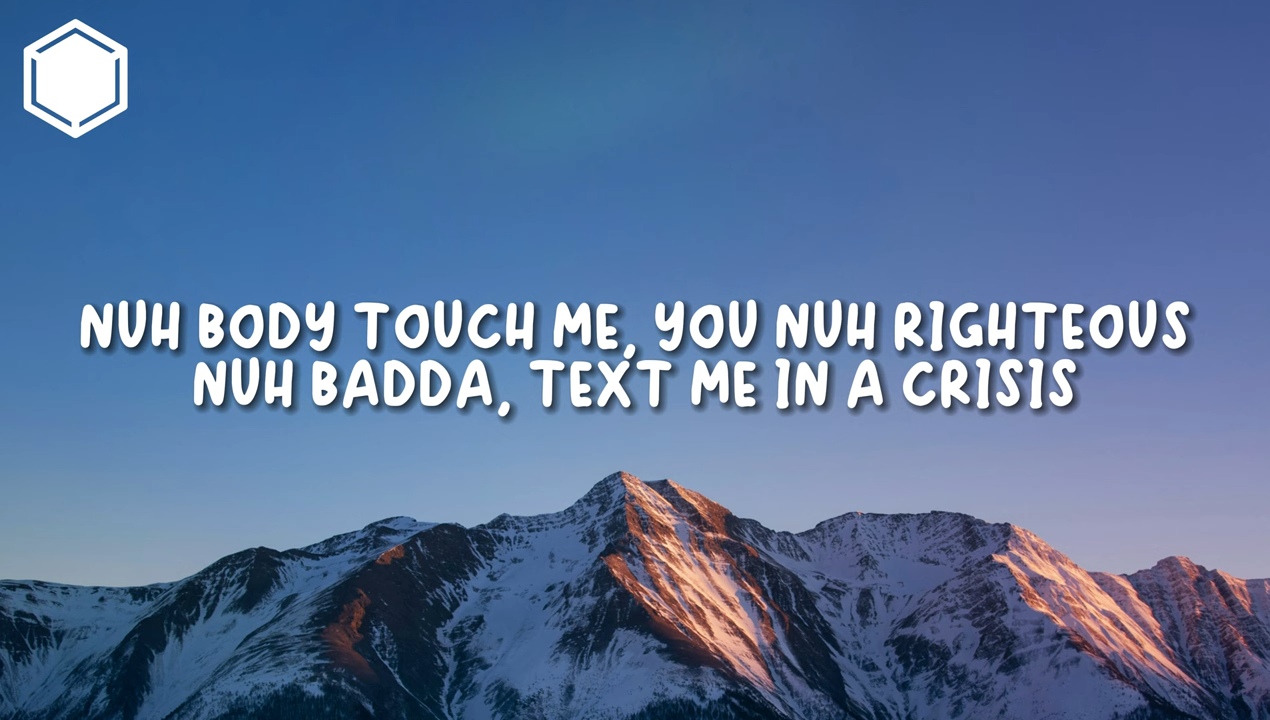 NUH BODY TOUCH ME, YOU NUH RIGHTEOUS
NUH BADDA, TEXT ME IN A CRISIS